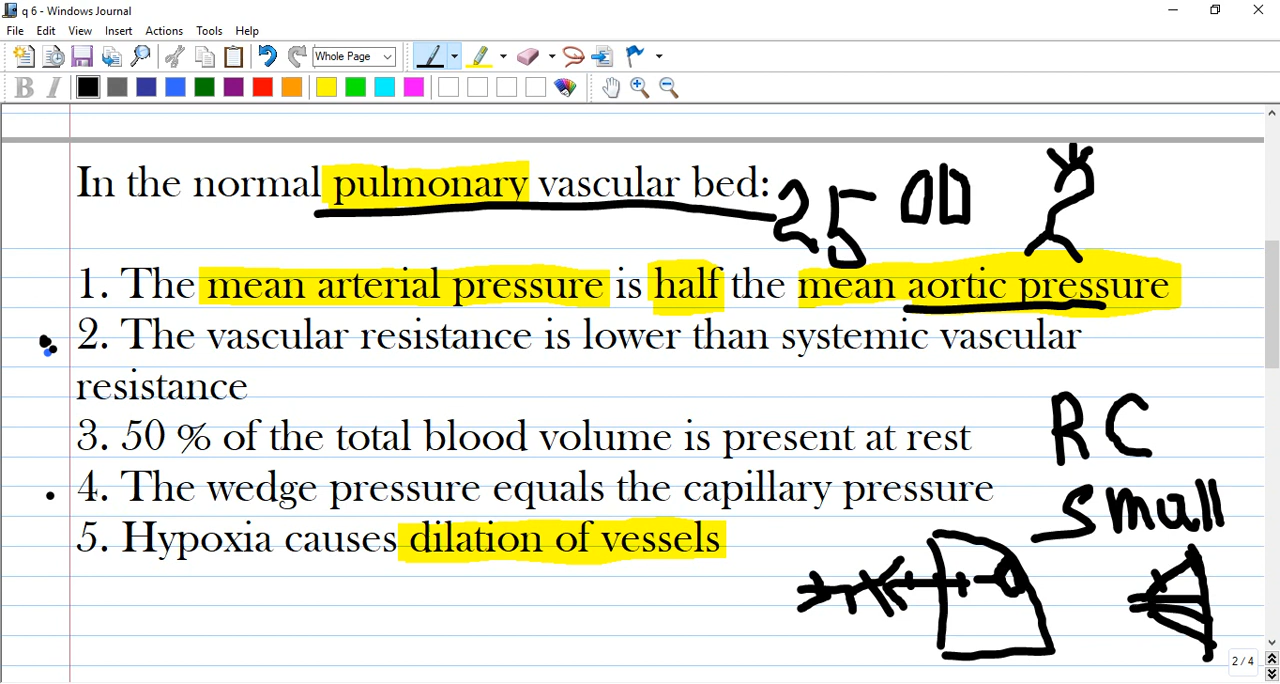 q 6 - Windows Journal
File Edit View Insert Actions Tools Help
Whole Page
B I
In the normal pulmonary vascular bed:
25 00
1. The mean arterial pressure is half the mean aortic pressure
2. The vascular resistance is lower than systemic vascular
resistance
3. 50 % of the total blood volume is present at rest
RC
4. The wedge pressure equals the capillary pressure
small
5. Hypoxia causes dilation of vessels
2 / 4